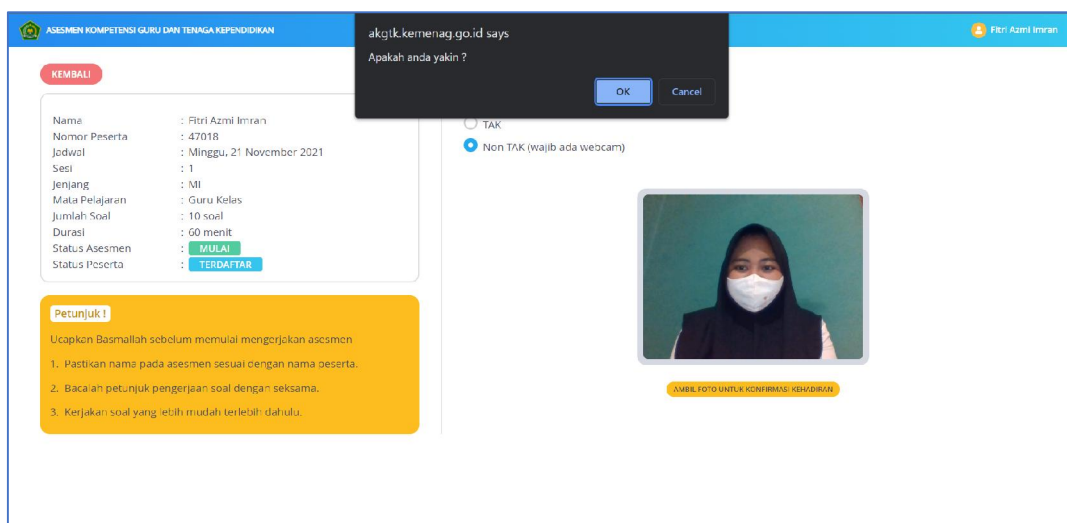 ASESMEN KOMPETENSI GURU DAN TENAGA KEPENDIDIKAN
Fitri Azmi Imran
akgtk.kemenag.go.id says
Apakah anda yakin ?
OK Cancel
KEMBALI
Nama : Fitri Azmi Imran
Nomor Peserta : 47018
Jadwal : Minggu, 21 November 2021
Sesi : 1
Jenjang : MI
Mata Pelajaran : Guru Kelas
Jumlah Soal : 10 soal
Durasi : 60 menit
Status Asesmen : MULAI
Status Peserta : TERDAFTAR
Petunjuk !
Ucapkan Basmallah sebelum memulai mengerjakan asesmen
1. Pastikan nama pada asesmen sesuai dengan nama peserta.
2. Bacalah petunjuk pengerjaan soal dengan seksama.
3. Kerjakan soal yang lebih mudah terlebih dahulu.
TAK
Non TAK (wajib ada webcam)
AMBIL FOTO UNTUK KONFIRMASI KEHADIRAN